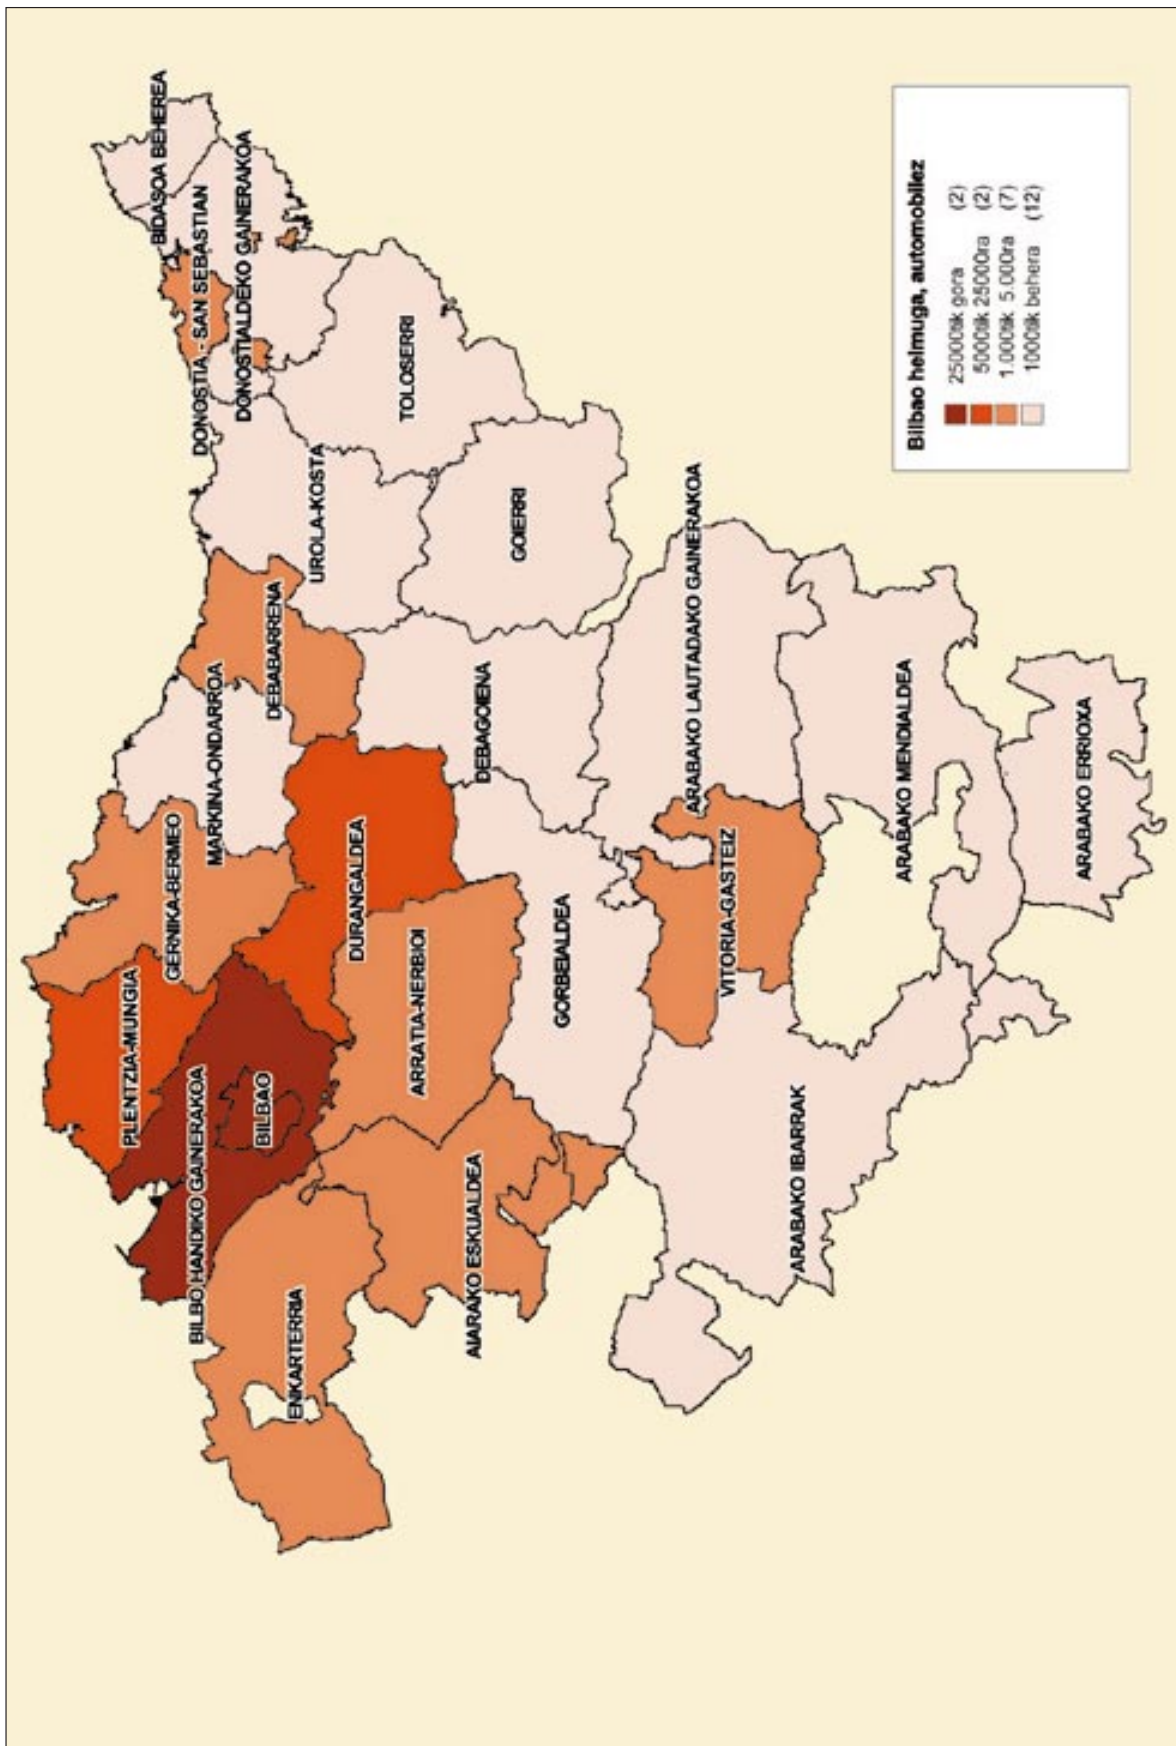 BIDASOA BEHEREA
DONOSTIA - SAN SEBASTIAN
DONOSTIALDEKO GAINERAKOA
TOLOSERRI
UROLA-KOSTA
GOIERRI
DEBABARRENA
MARKINA-ONDARROA
DEBAGOIENA
GERNIKA-BERMEO
DURANGALDEA
PLENTZIA-MUNGIA
BILBAO
BILBO HANDIKO GAINERAKOA
ARRATIA-NERBIOI
GORBEIALDEA
ENKARTERRIA
AIARAKO ESKUALDEA
VITORIA-GASTEIZ
ARABAKO LAUTADAKO GAINERAKOA
ARABAKO MENDIALDEA
ARABAKO ERRIOXA
ARABAKO IBARRAK
Bilbao helmuga, automobilez
25000tik gora (2)
5000tik 25000ra (2)
1.000tik 5.000ra (7)
1000tik behera (12)